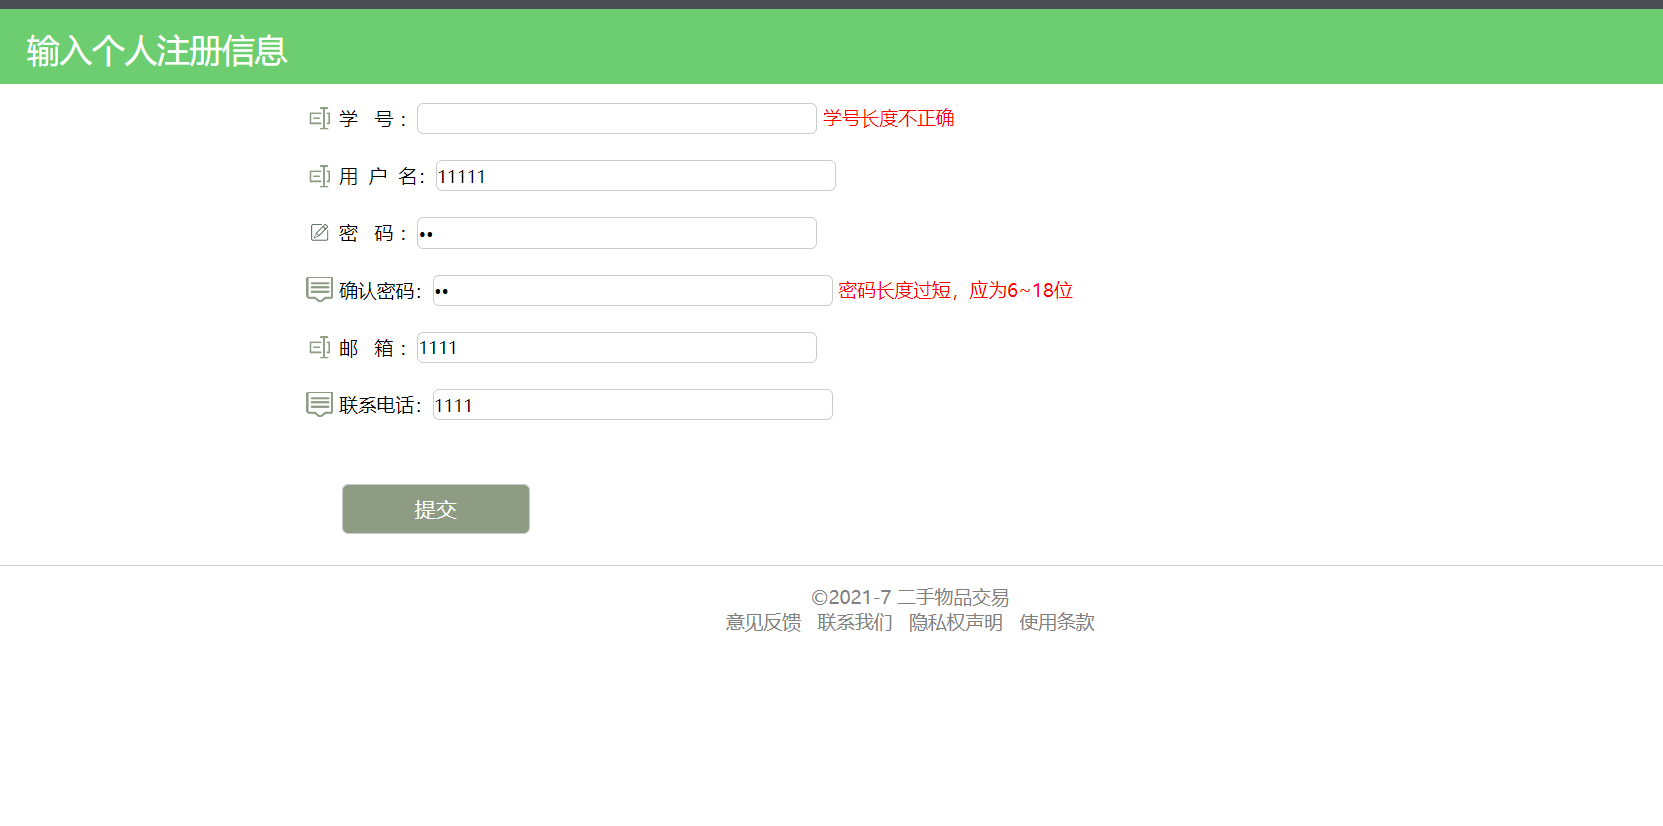 输入个人注册信息
学 号： 学号长度不正确
用 户 名： 11111
密 码： ••
确认密码： •• 密码长度过短，应为6~18位
邮 箱： 1111
联系电话： 1111
提交
©2021-7 二手物品交易
意见反馈 联系我们 隐私权声明 使用条款